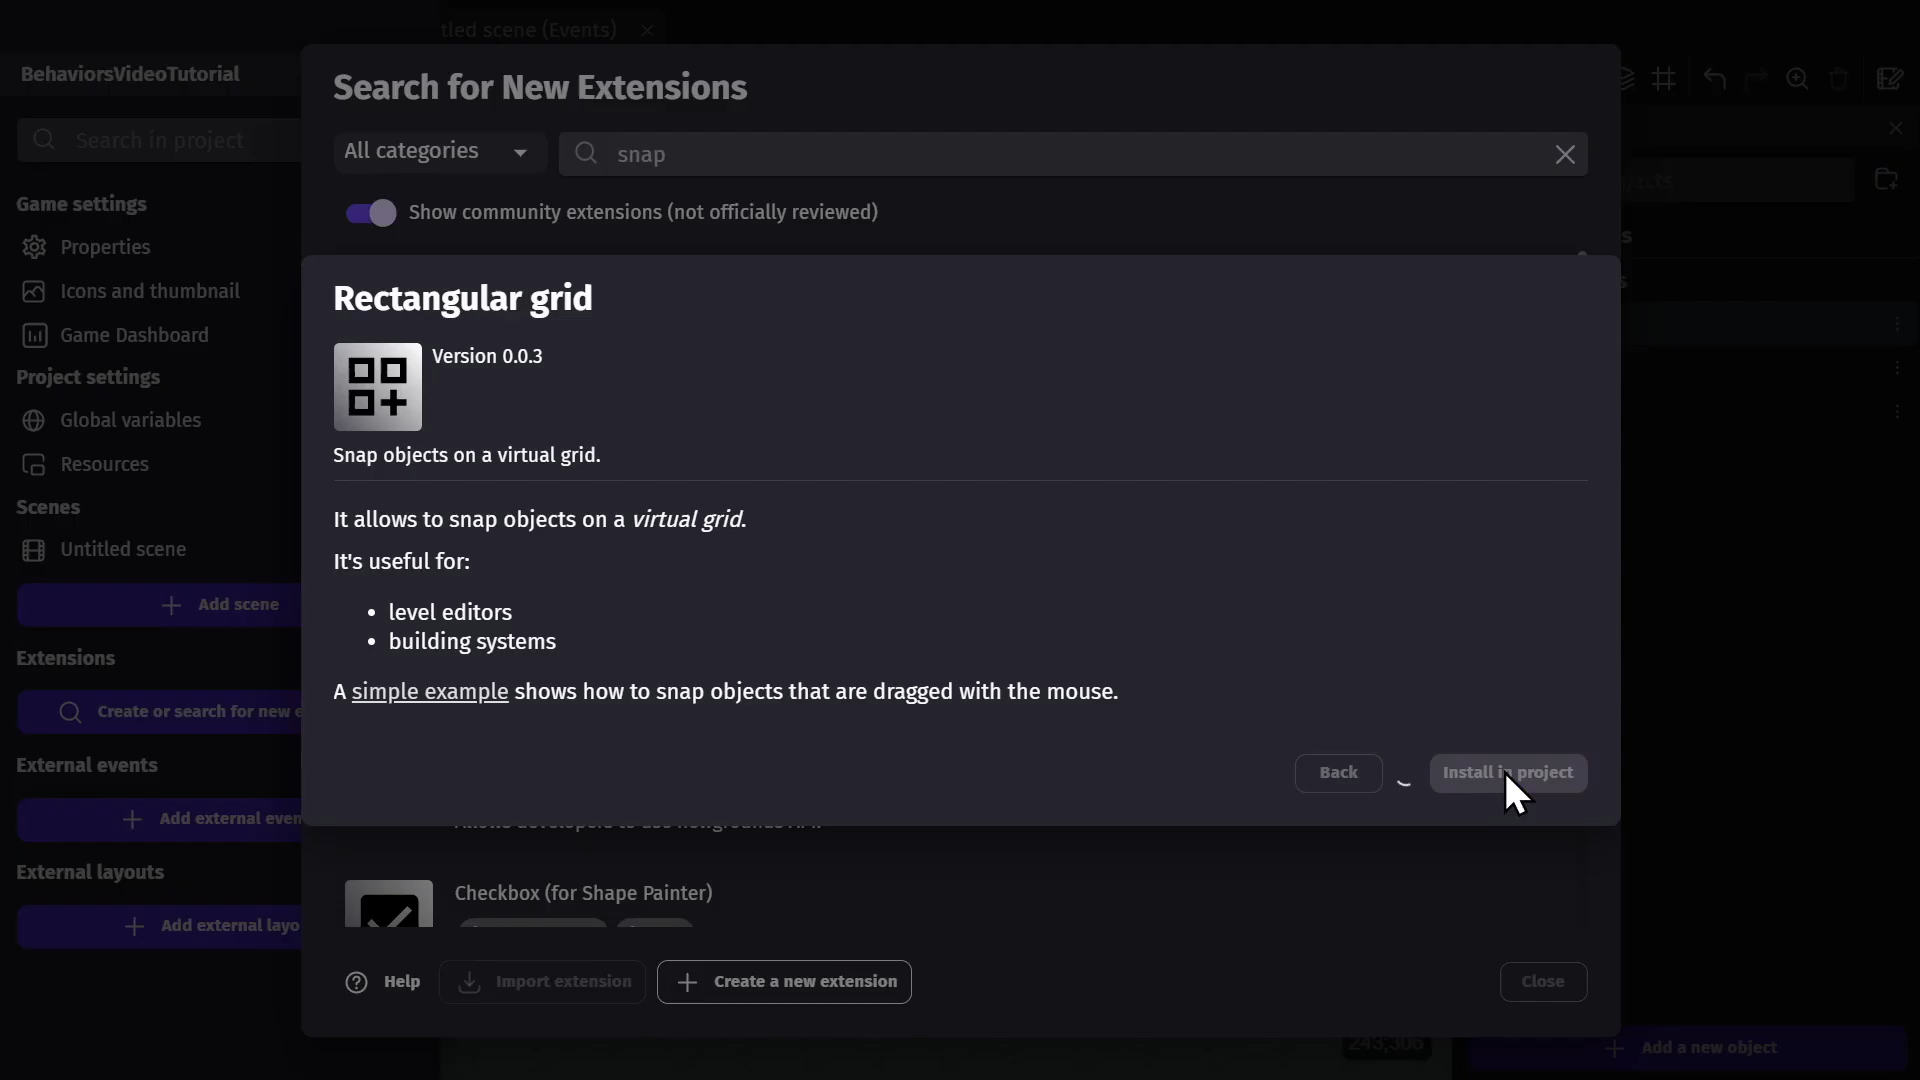 tled scene (Events)
BehaviorsVideoTutorial
Search in project
Game settings
Properties
Icons and thumbnail
Game Dashboard
Project settings
Global variables
Resources
Scenes
Untitled scene
Add scene
Extensions
Create or search for new e
External events
Add external even
External layouts
Add external layo
Search for New Extensions
All categories
snap
Show community extensions (not officially reviewed)
Rectangular grid
Version 0.0.3
Snap objects on a virtual grid.
It allows to snap objects on a virtual grid.
It's useful for:
• level editors
• building systems
A simple example shows how to snap objects that are dragged with the mouse.
Back
Install in project
Checkbox (for Shape Painter)
Help
Import extension
Create a new extension
Close
243;306
Add a new object